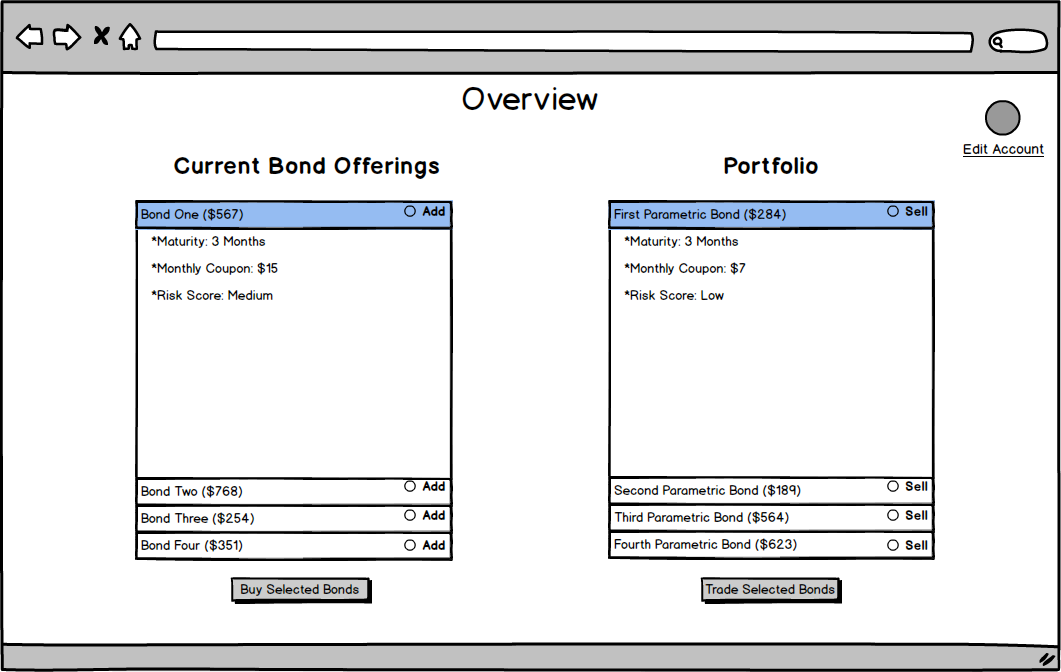 Overview
Edit Account
Current Bond Offerings
Bond One ($567) Add
*Maturity: 3 Months
*Monthly Coupon: $15
*Risk Score: Medium
Bond Two ($768) Add
Bond Three ($254) Add
Bond Four ($351) Add
Buy Selected Bonds
Portfolio
First Parametric Bond ($284) Sell
*Maturity: 3 Months
*Monthly Coupon: $7
*Risk Score: Low
Second Parametric Bond ($189) Sell
Third Parametric Bond ($564) Sell
Fourth Parametric Bond ($623) Sell
Trade Selected Bonds